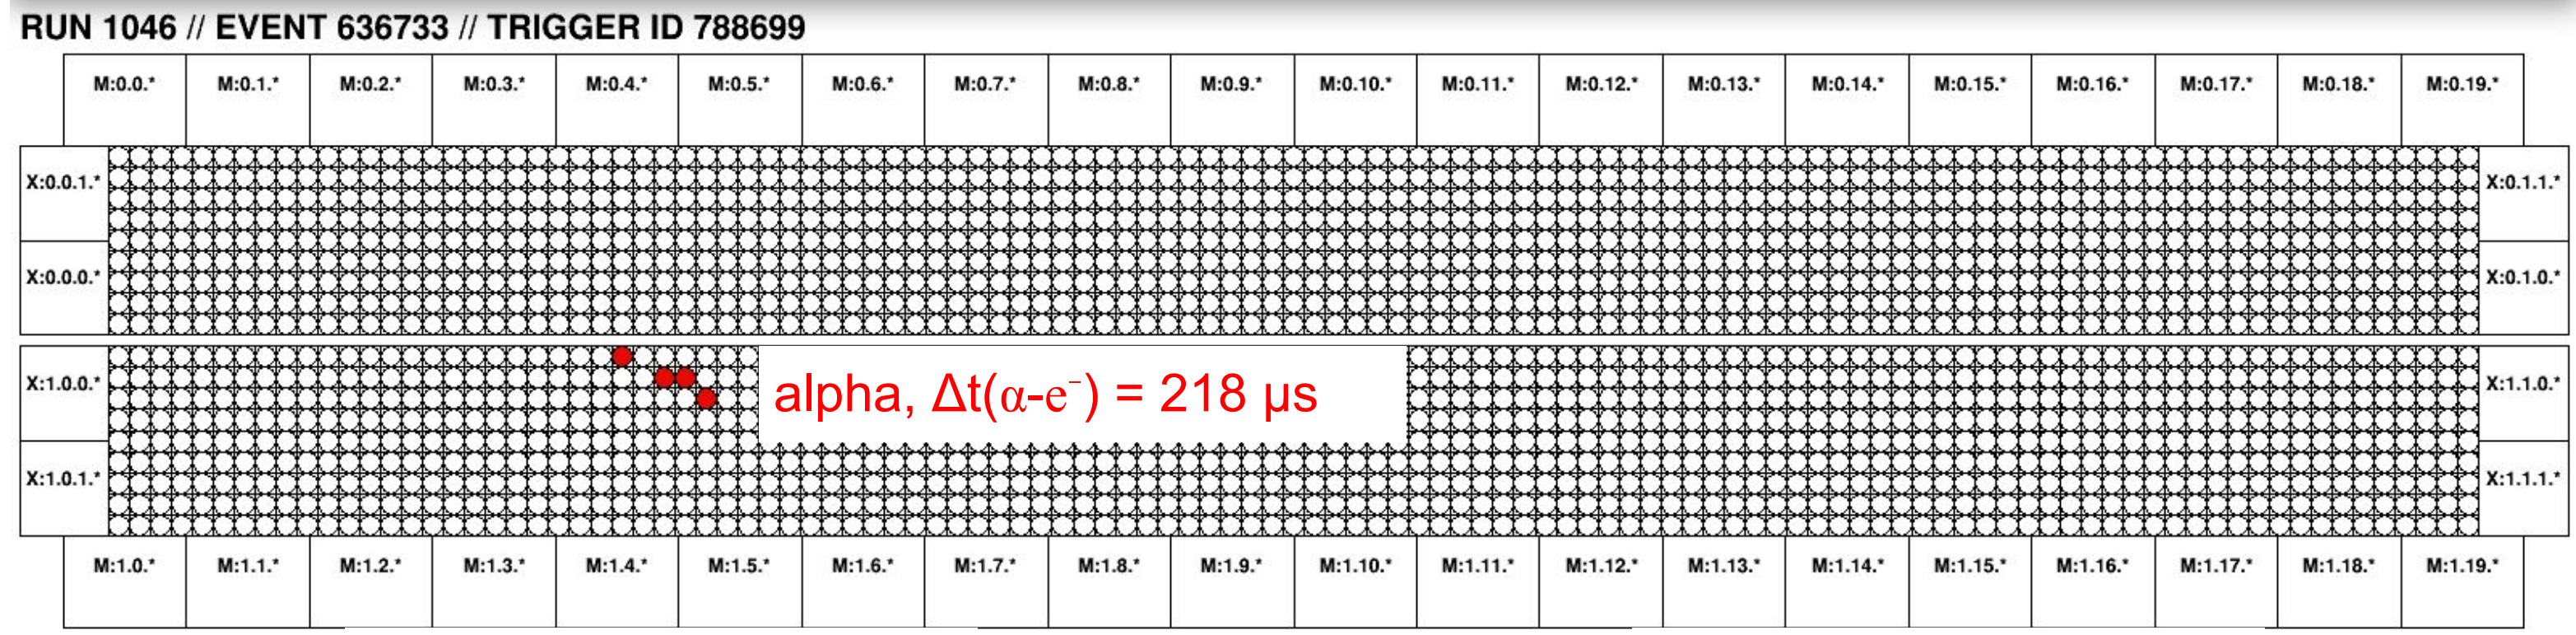 RUN 1046 // EVENT 636733 // TRIGGER ID 788699
M:0.0.* M:0.1.* M:0.2.* M:0.3.* M:0.4.* M:0.5.* M:0.6.* M:0.7.* M:0.8.* M:0.9.* M:0.10.* M:0.11.* M:0.12.* M:0.13.* M:0.14.* M:0.15.* M:0.16.* M:0.17.* M:0.18.* M:0.19.*
X:0.0.1.* X:0.1.1.*
X:0.0.0.* X:0.1.0.*
X:1.0.0.* alpha, Δt(α-e⁻) = 218 μs X:1.1.0.*
X:1.0.1.* X:1.1.1.*
M:1.0.* M:1.1.* M:1.2.* M:1.3.* M:1.4.* M:1.5.* M:1.6.* M:1.7.* M:1.8.* M:1.9.* M:1.10.* M:1.11.* M:1.12.* M:1.13.* M:1.14.* M:1.15.* M:1.16.* M:1.17.* M:1.18.* M:1.19.*